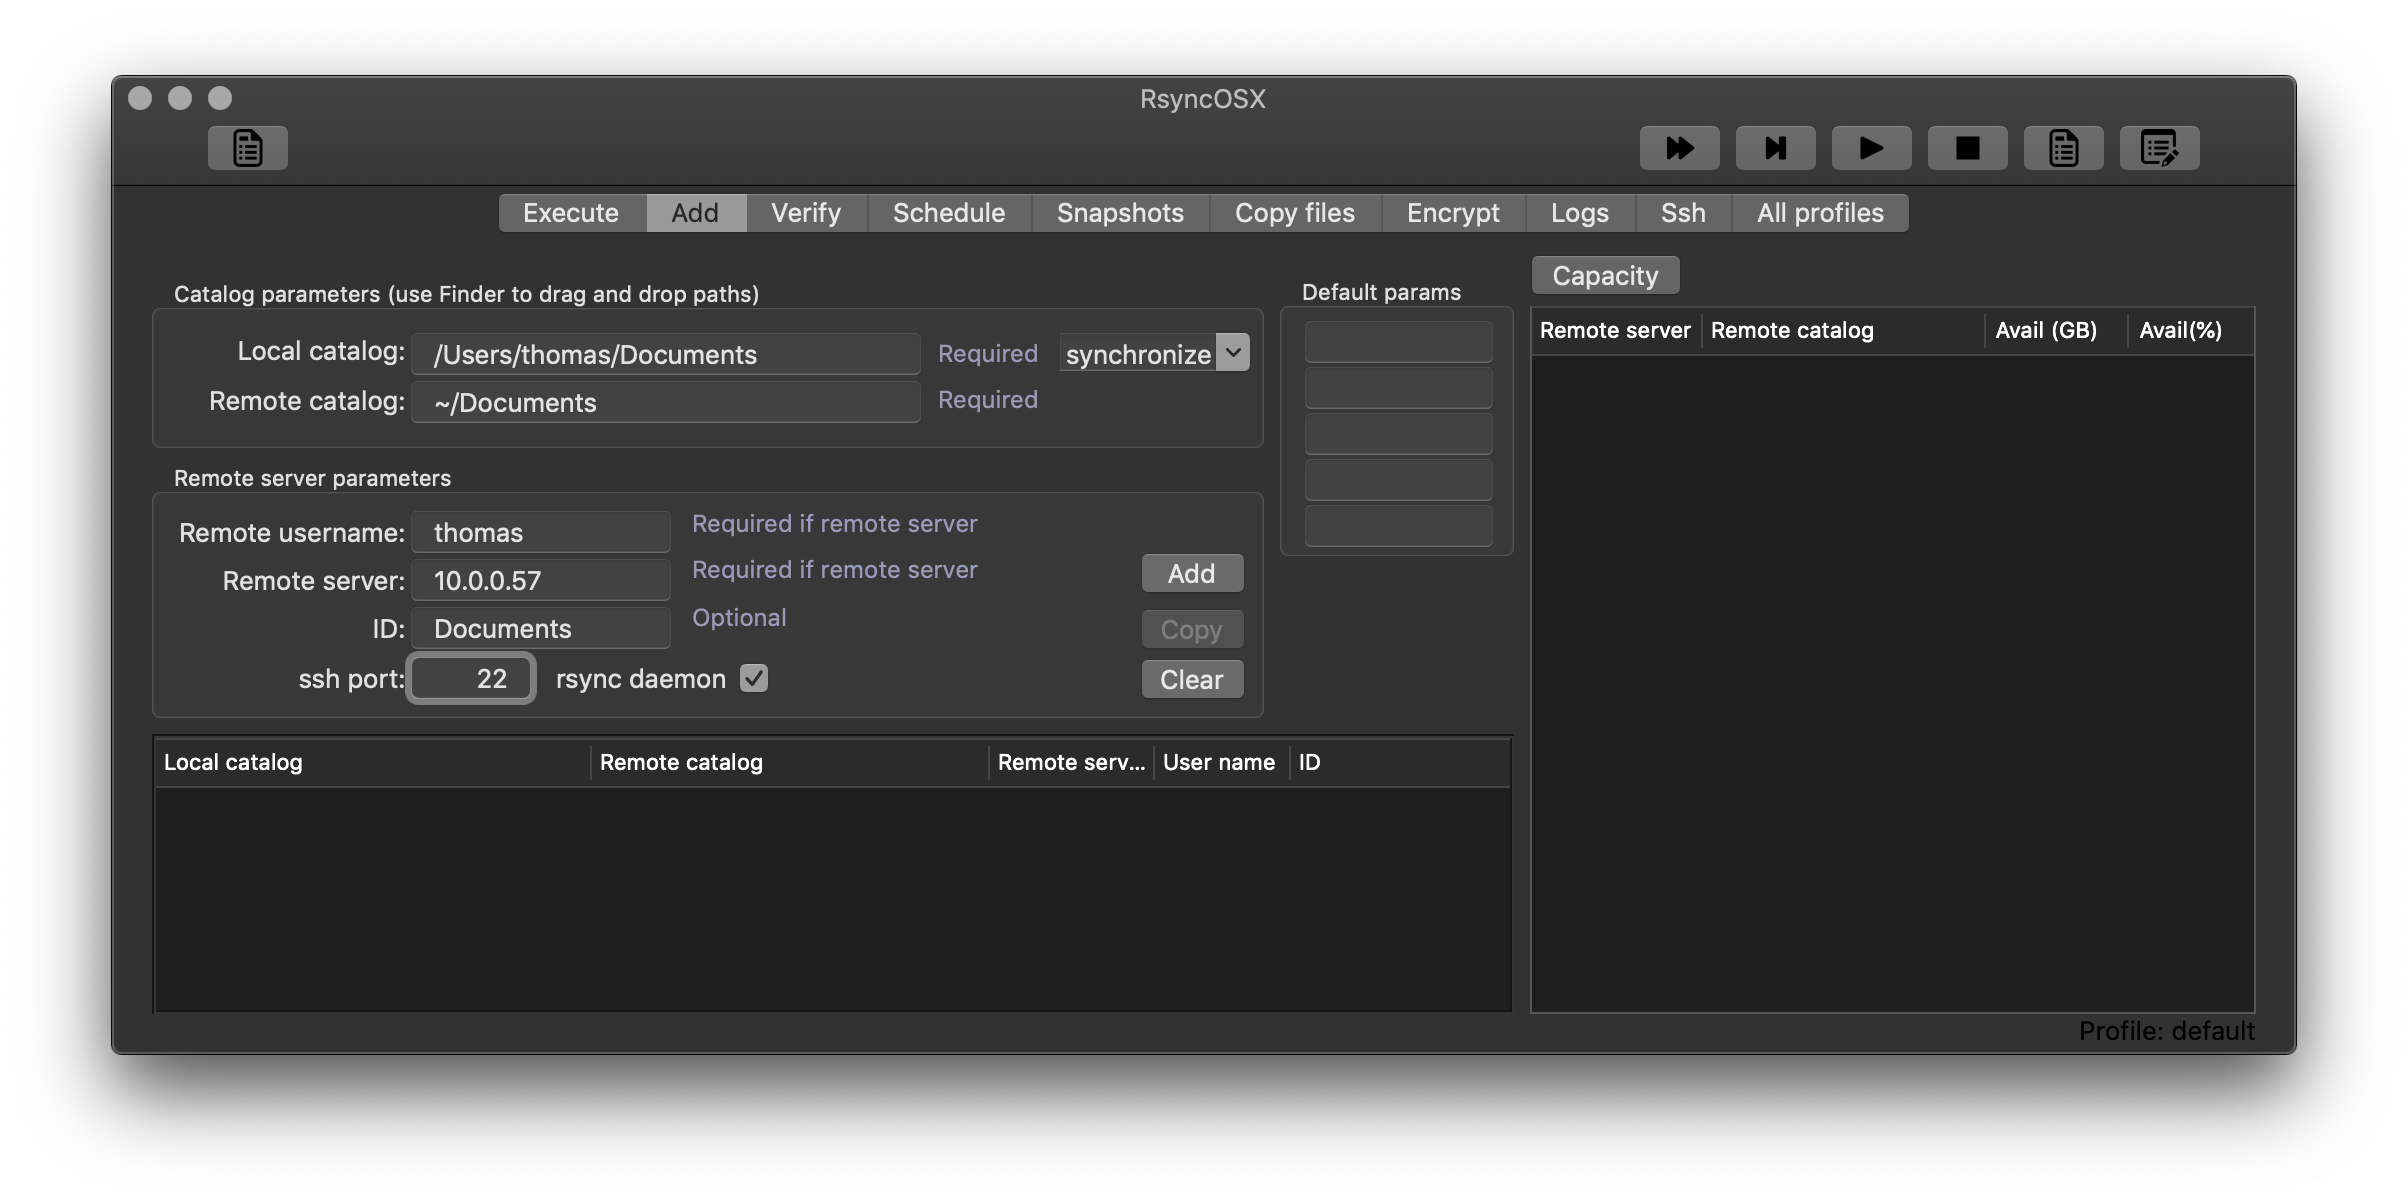 RsyncOSX
Execute Add Verify Schedule Snapshots Copy files Encrypt Logs Ssh All profiles
Capacity
Catalog parameters (use Finder to drag and drop paths)
Default params
Local catalog: /Users/thomas/Documents Required synchronize
Remote catalog: ~/Documents Required
Remote server Remote catalog Avail (GB) Avail(%)
Remote server parameters
Remote username: thomas Required if remote server
Remote server: 10.0.0.57 Required if remote server Add
ID: Documents Optional Copy
ssh port: 22 rsync daemon Clear
Local catalog Remote catalog Remote serv... User name ID
Profile: default